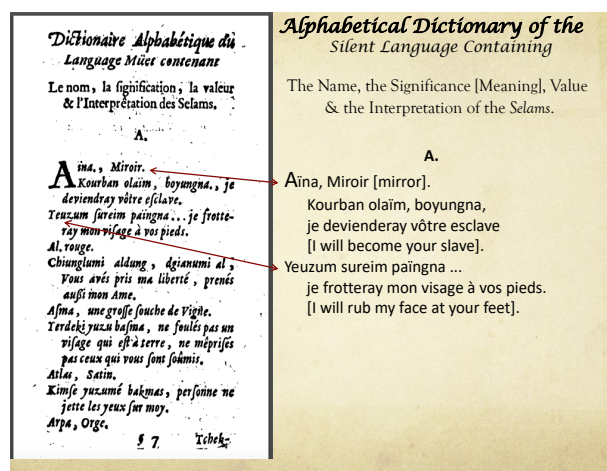 Dictionaire Alphabétique du
Language Müet contenant
Le nom, la signification, la valeur
& l'Interprétation des Selams.
A.
Aina., Miroir.
Kourban olaïm, boyungna., je
deviendray vôtre esclave.
Yeuzum sureim païngna... je frotte-
ray mon visage à vos pieds.
Al, rouge.
Chiunglumi aldung, dgianumi al,
Vous avés pris ma liberté, prenés
aussi mon Ame.
Asma, une grosse souche de Vigne.
Yerdeki yuzu basma, ne foulés pas un
visage qui est à terre, ne méprisés
pas ceux qui vous sont soûmis.
Atlas, Satin.
Kimse yuzumé bakmas, personne ne
jette les yeux sur moy.
Arpa, Orge.
§ 7 Tchek-
Alphabetical Dictionary of the
Silent Language Containing
The Name, the Significance [Meaning], Value
& the Interpretation of the Selams.
A.
Aïna, Miroir [mirror].
Kourban olaïm, boyungna,
je devienderay vôtre esclave
[I will become your slave].
Yeuzum sureim païngna ...
je frotteray mon visage à vos pieds.
[I will rub my face at your feet].